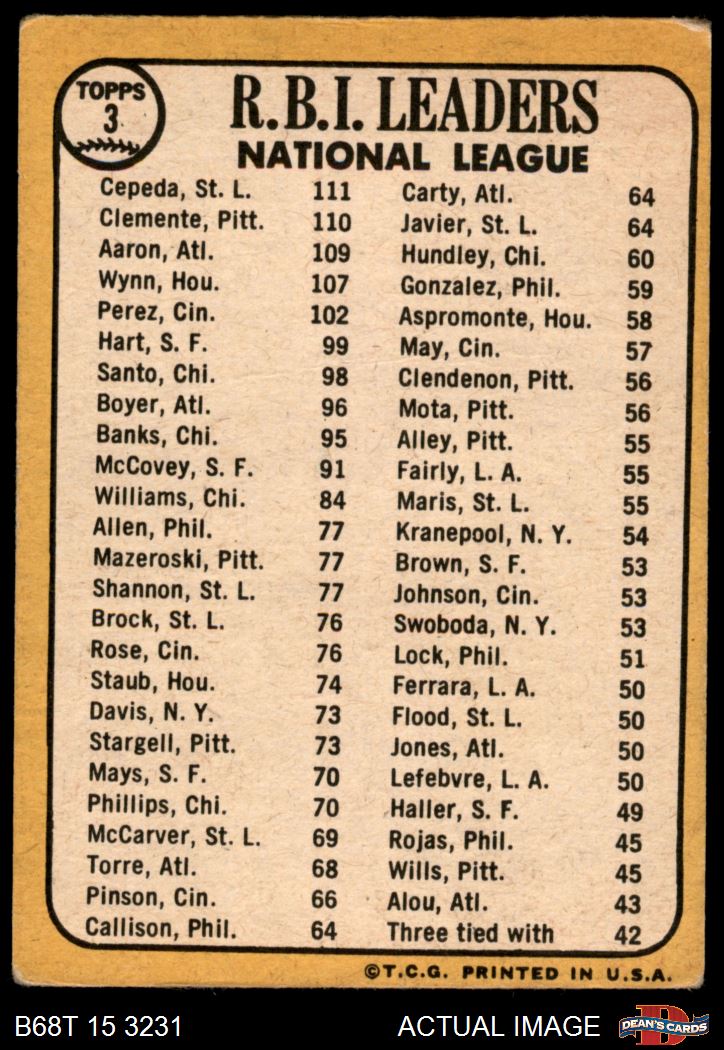 TOPPS
3
R.B.I. LEADERS
NATIONAL LEAGUE
Cepeda, St. L. 111
Clemente, Pitt. 110
Aaron, Atl. 109
Wynn, Hou. 107
Perez, Cin. 102
Hart, S. F. 99
Santo, Chi. 98
Boyer, Atl. 96
Banks, Chi. 95
McCovey, S. F. 91
Williams, Chi. 84
Allen, Phil. 77
Mazeroski, Pitt. 77
Shannon, St. L. 77
Brock, St. L. 76
Rose, Cin. 76
Staub, Hou. 74
Davis, N. Y. 73
Stargell, Pitt. 73
Mays, S. F. 70
Phillips, Chi. 70
McCarver, St. L. 69
Torre, Atl. 68
Pinson, Cin. 66
Callison, Phil. 64
Carty, Atl. 64
Javier, St. L. 64
Hundley, Chi. 60
Gonzalez, Phil. 59
Aspromonte, Hou. 58
May, Cin. 57
Clendenon, Pitt. 56
Mota, Pitt. 56
Alley, Pitt. 55
Fairly, L. A. 55
Maris, St. L. 55
Kranepool, N. Y. 54
Brown, S. F. 53
Johnson, Cin. 53
Swoboda, N. Y. 53
Lock, Phil. 51
Ferrara, L. A. 50
Flood, St. L. 50
Jones, Atl. 50
Lefebvre, L. A. 50
Haller, S. F. 49
Rojas, Phil. 45
Wills, Pitt. 45
Alou, Atl. 43
Three tied with 42
©T.C.G. PRINTED IN U.S.A.
B68T 15 3231
ACTUAL IMAGE
D
DEAN'S CARDS